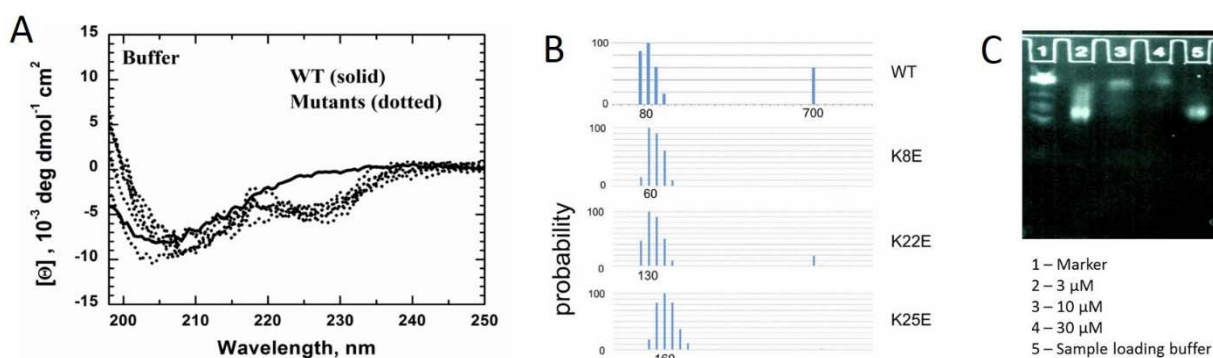 A
Buffer
WT (solid)
Mutants (dotted)
[Θ] , 10⁻³ deg dmol⁻¹ cm²
15
10
5
0
-5
-10
-15
200 210 220 230 240 250
Wavelength, nm
B
probability
100
0
80
700
WT
100
0
60
K8E
100
0
130
K22E
100
0
160
K25E
C
1 2 3 4 5
1 – Marker
2 – 3 µM
3 – 10 µM
4 – 30 µM
5 – Sample loading buffer